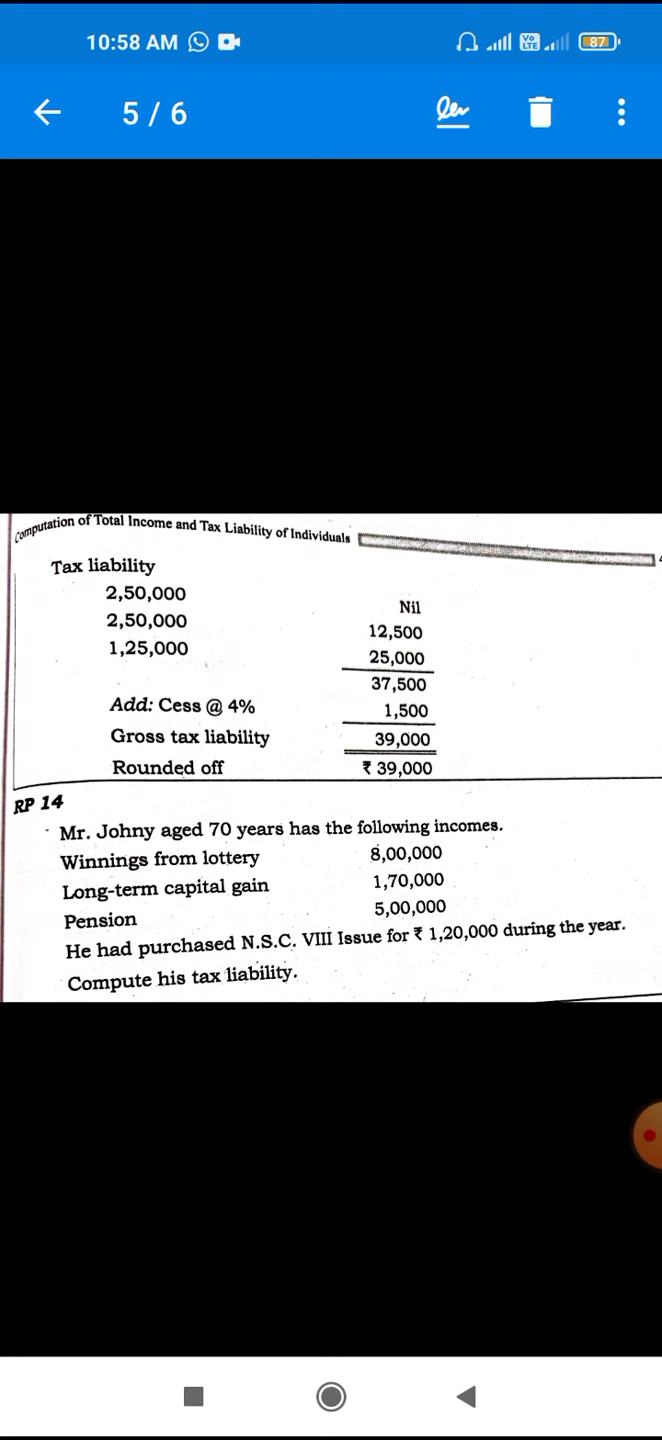 10:58 AM
Vo LTE
87
5 / 6
Computation of Total Income and Tax Liability of Individuals
Tax liability
2,50,000 Nil
2,50,000 12,500
1,25,000 25,000
37,500
Add: Cess @ 4% 1,500
Gross tax liability 39,000
Rounded off ₹ 39,000
RP 14
Mr. Johny aged 70 years has the following incomes.
Winnings from lottery 8,00,000
Long-term capital gain 1,70,000
Pension 5,00,000
He had purchased N.S.C. VIII Issue for ₹ 1,20,000 during the year.
Compute his tax liability.